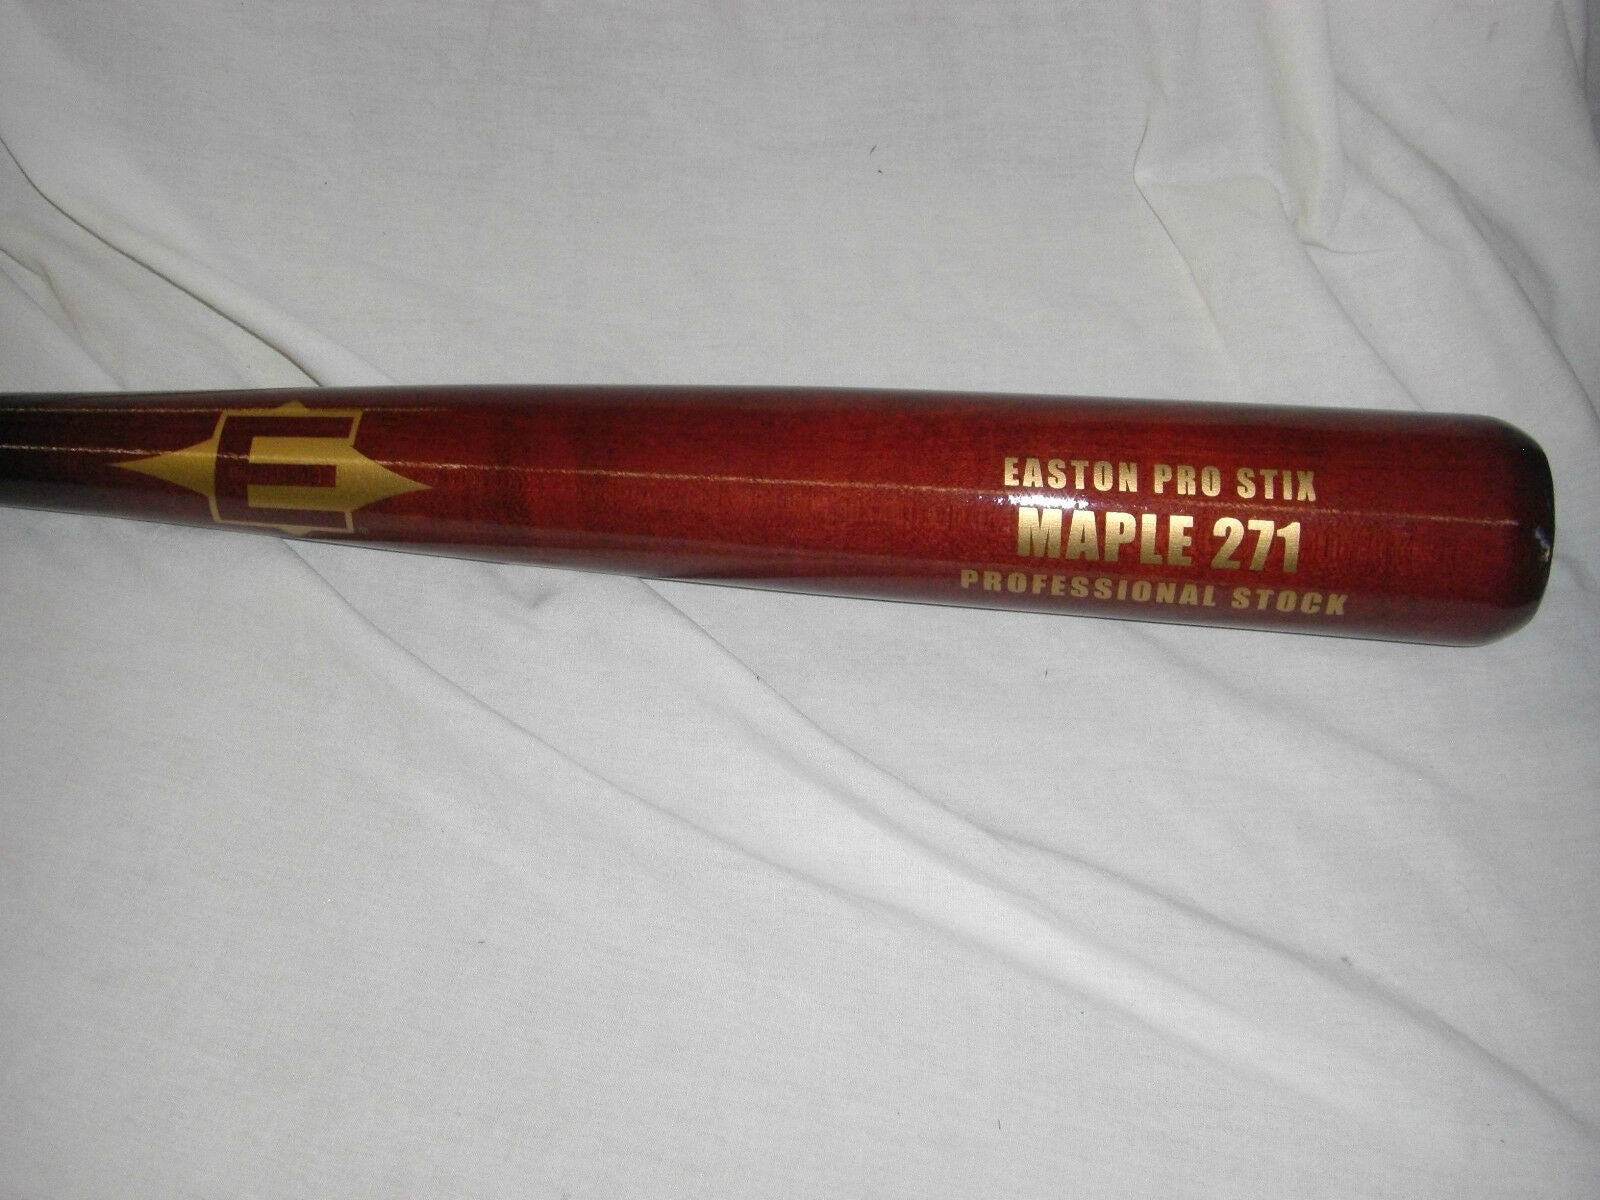 EASTON PRO STIX
MAPLE 271
PROFESSIONAL STOCK